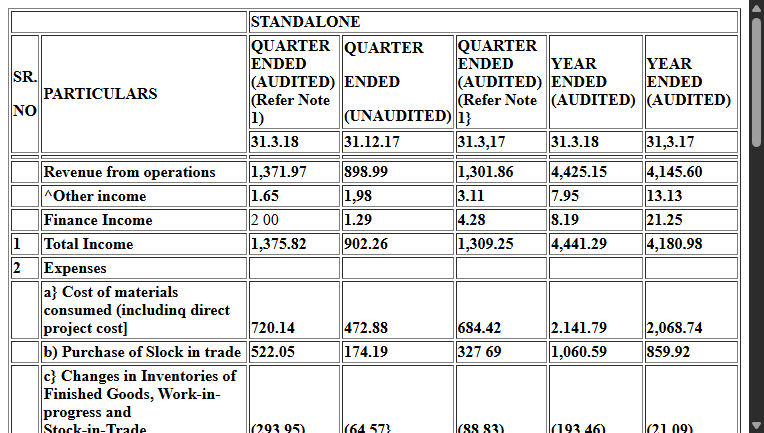 STANDALONE
SR. NO PARTICULARS QUARTER ENDED (AUDITED) (Refer Note 1) QUARTER ENDED (UNAUDITED) QUARTER ENDED (AUDITED) (Refer Note 1} YEAR ENDED (AUDITED) YEAR ENDED (AUDITED)
31.3.18 31.12.17 31.3,17 31.3.18 31,3.17
Revenue from operations 1,371.97 898.99 1,301.86 4,425.15 4,145.60
^Other income 1.65 1,98 3.11 7.95 13.13
Finance Income 2 00 1.29 4.28 8.19 21.25
1 Total Income 1,375.82 902.26 1,309.25 4,441.29 4,180.98
2 Expenses
a} Cost of materials
consumed (includinq direct
project cost] 720.14 472.88 684.42 2.141.79 2,068.74
b) Purchase of Slock in trade 522.05 174.19 327 69 1,060.59 859.92
c} Changes in Inventories of
Finished Goods, Work-in-
progress and
Stock-in-Trade (293.95) (64.57} (88.83) (193.46) (21.09)